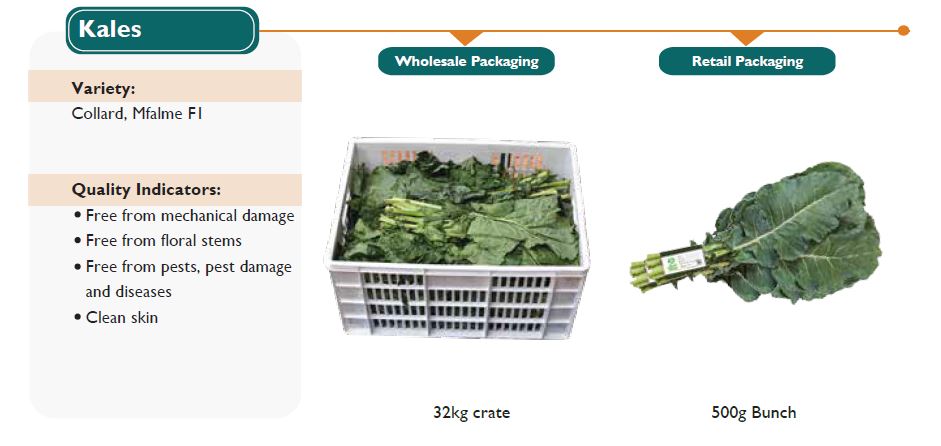 Kales
Wholesale Packaging
Retail Packaging
Variety:
Collard, Mfalme F1
Quality Indicators:
• Free from mechanical damage
• Free from floral stems
• Free from pests, pest damage
and diseases
• Clean skin
32kg crate
500g Bunch